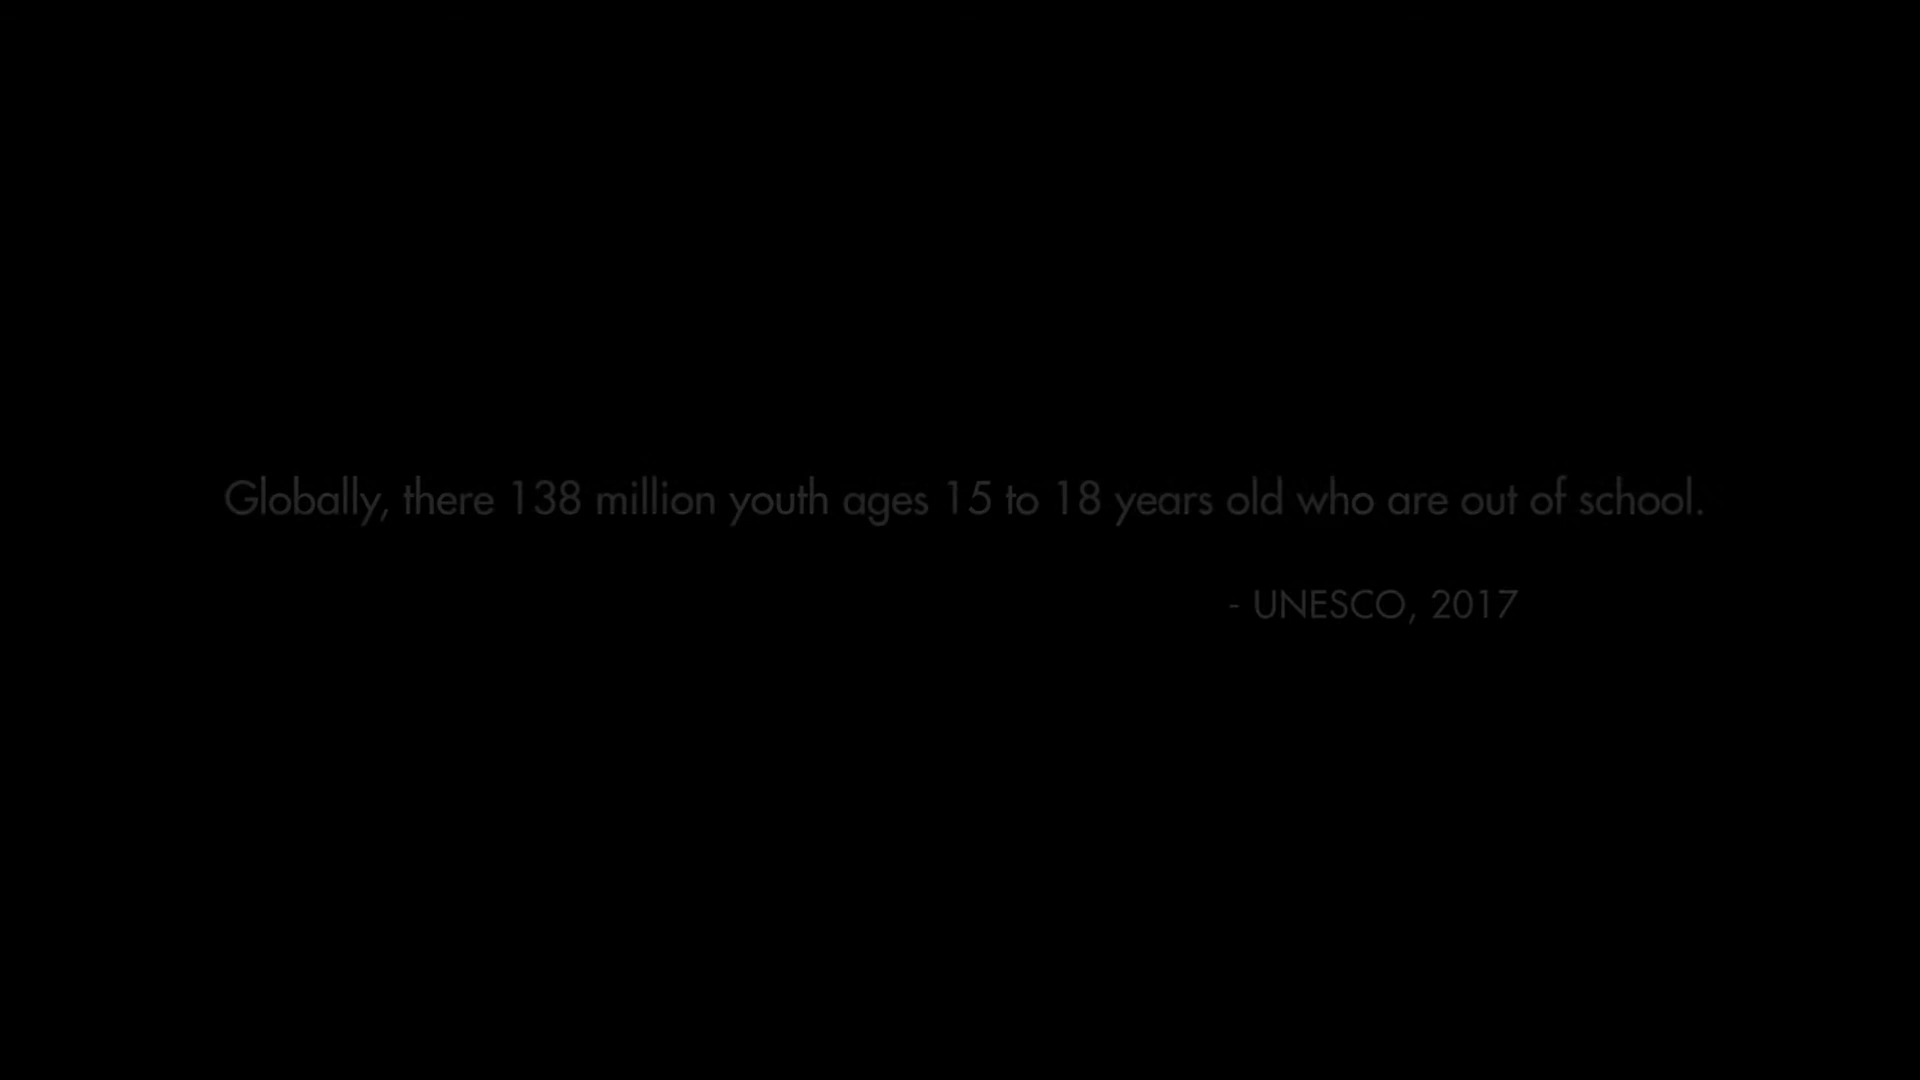 Globally, there 138 million youth ages 15 to 18 years old who are out of school.
- UNESCO, 2017